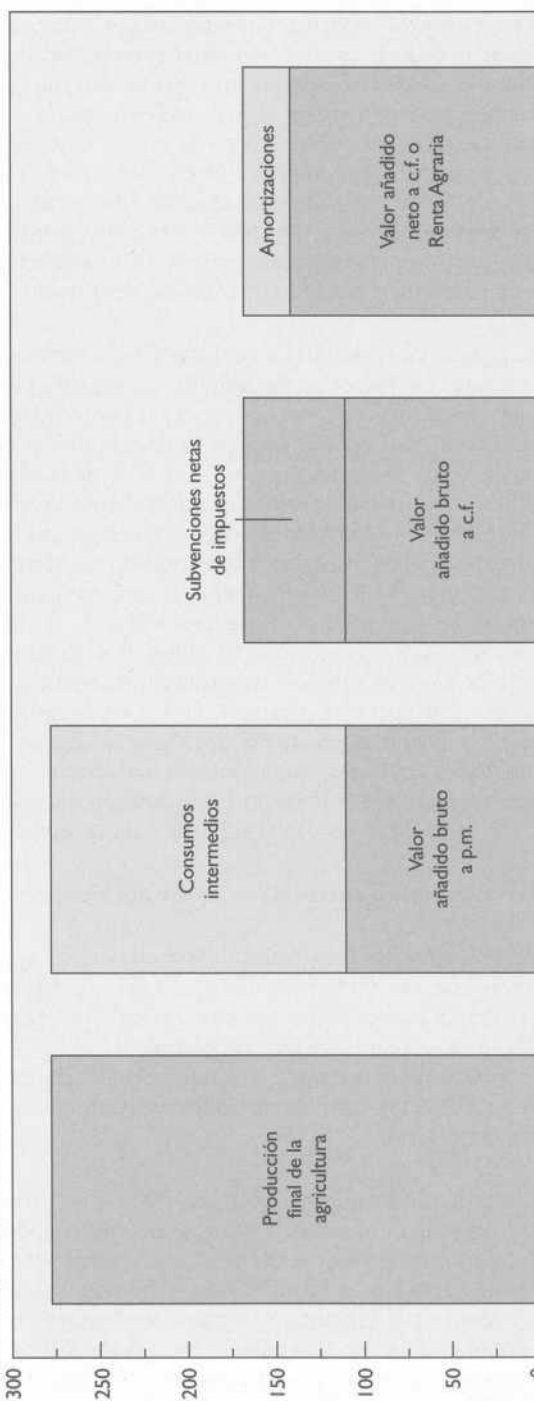 300
250
200
150
100
50
0
Producción
final de la
agricultura
Consumos
intermedios
Valor
añadido bruto
a p.m.
Subvenciones netas
de impuestos
Valor
añadido bruto
a c.f.
Amortizaciones
Valor añadido
neto a c.f. o
Renta Agraria